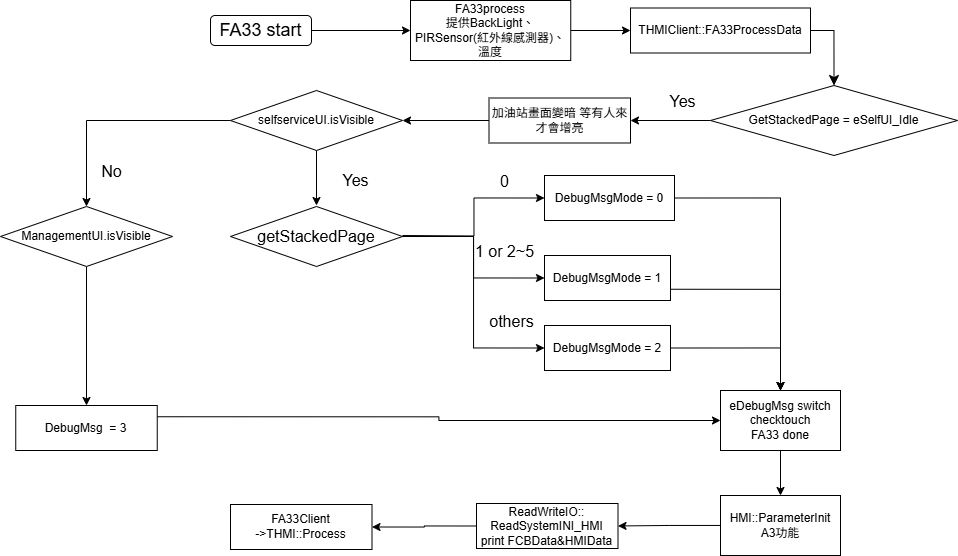 FA33 start
FA33process
提供BackLight、
PIRSensor(紅外線感測器)、
溫度
THMIClient::FA33ProcessData
GetStackedPage = eSelfUI_Idle
Yes
加油站畫面變暗 等有人來
才會增亮
selfserviceUI.isVisible
No
Yes
ManagementUI.isVisible
getStackedPage
0
DebugMsgMode = 0
1 or 2~5
DebugMsgMode = 1
others
DebugMsgMode = 2
DebugMsg  = 3
eDebugMsg switch
checktouch
FA33 done
HMI::ParameterInit
A3功能
ReadWriteIO::
ReadSystemINI_HMI
print FCBData&HMIData
FA33Client
->THMI::Process